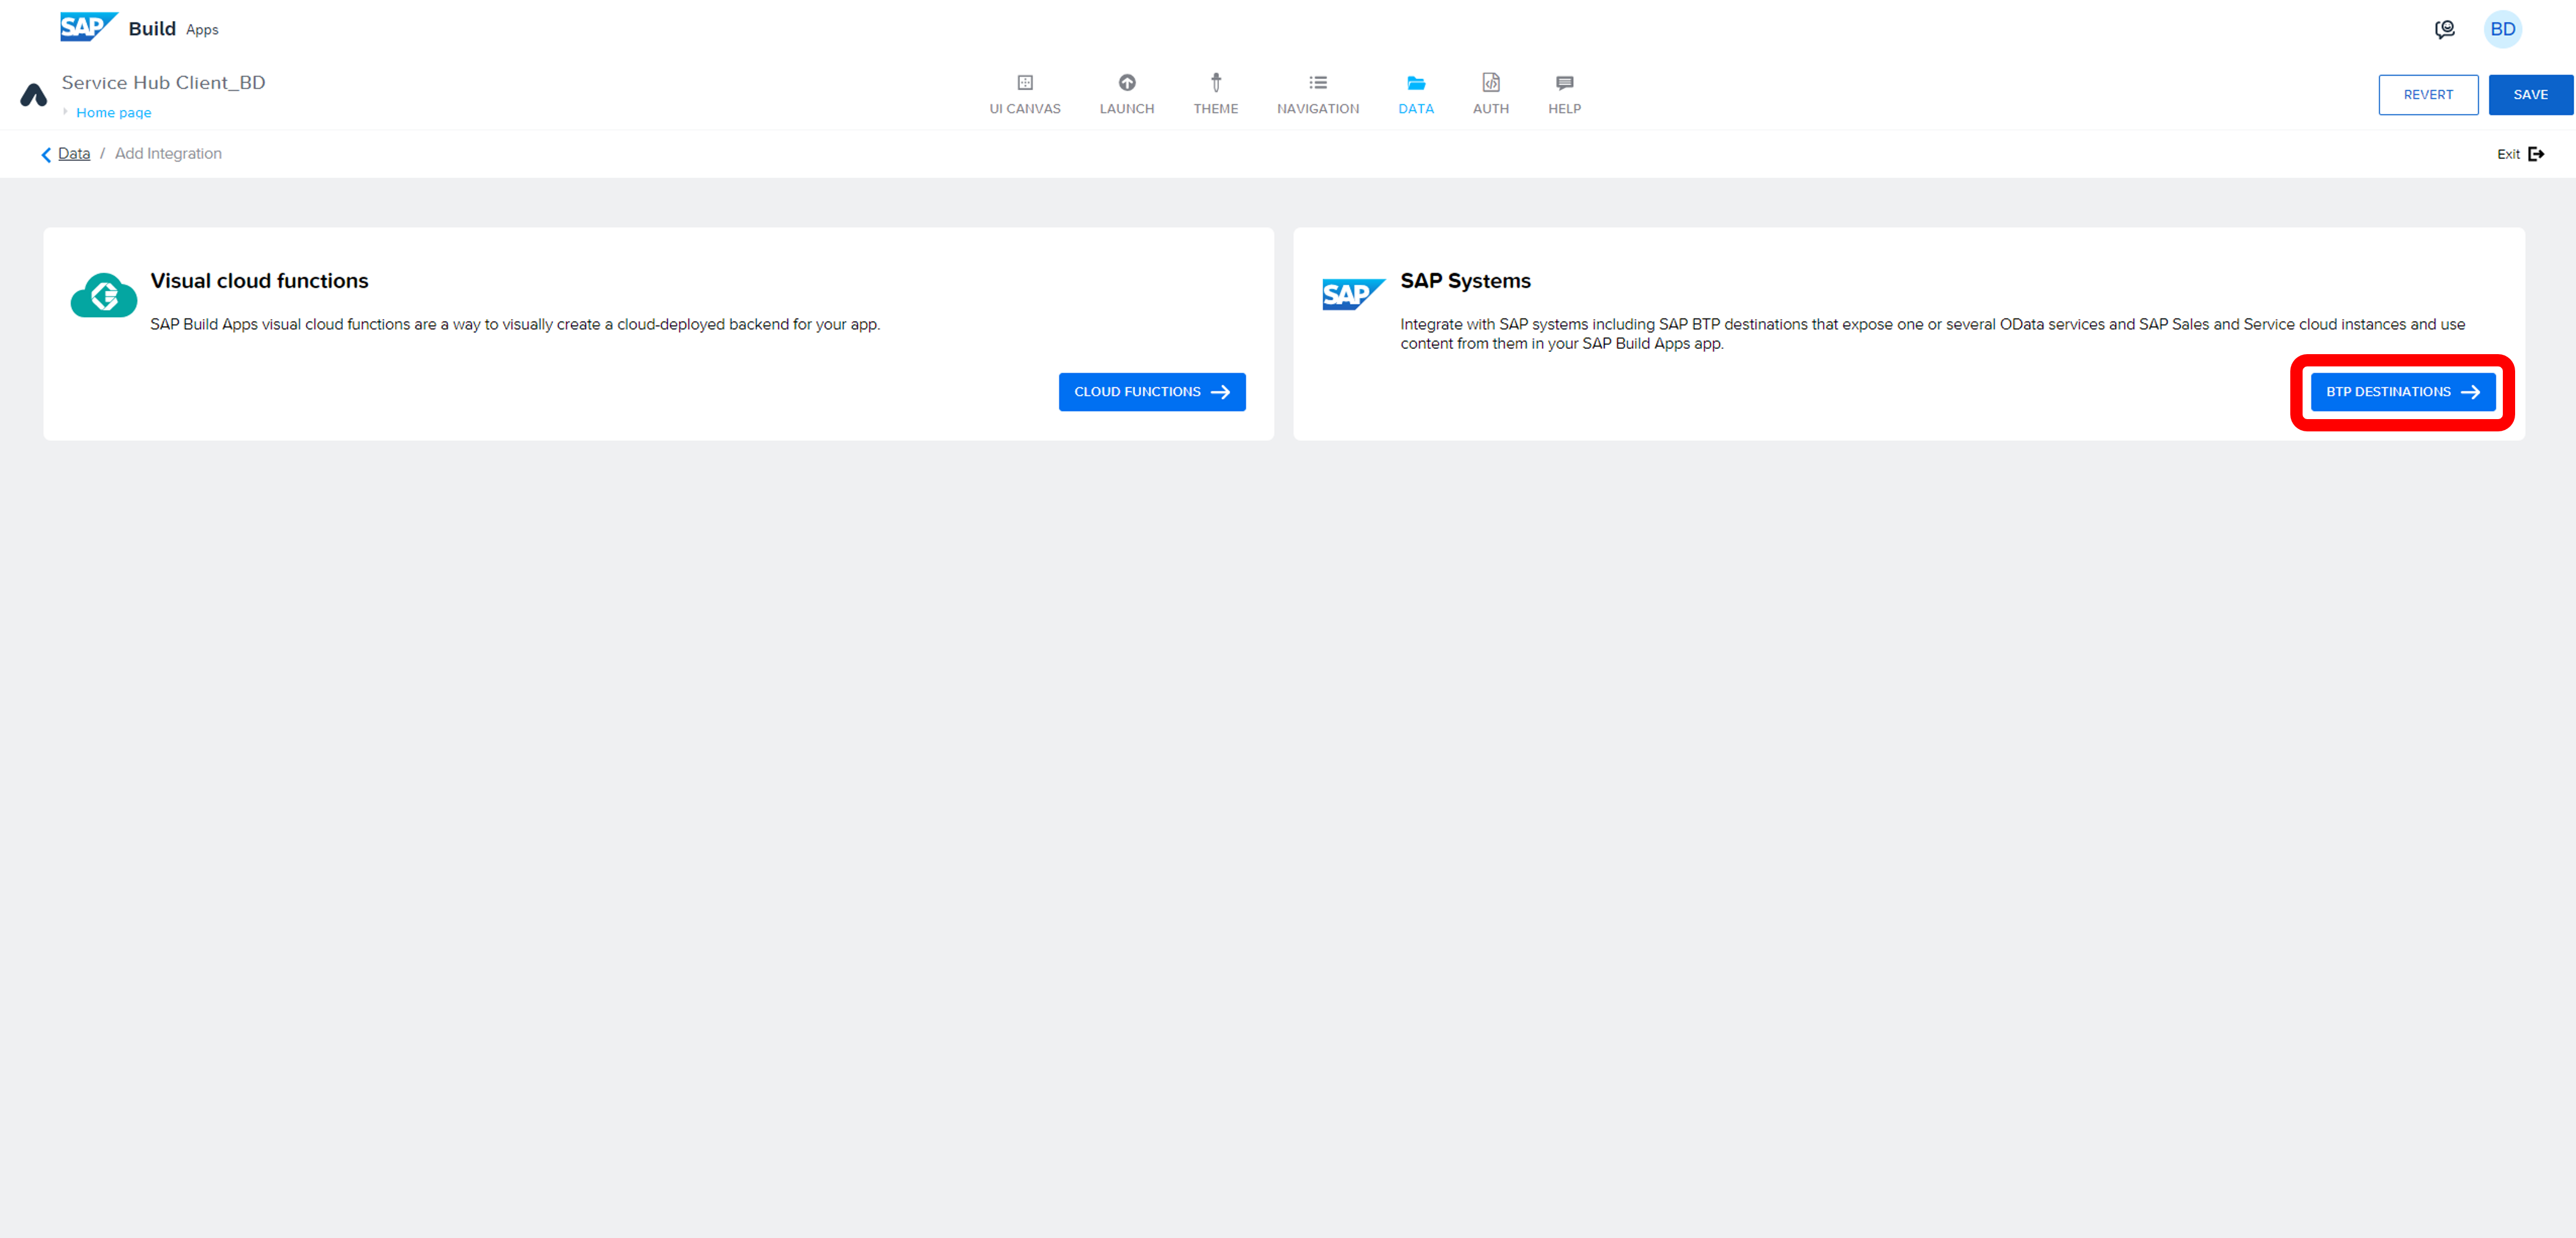 SAP Build Apps
BD
Service Hub Client_BD
Home page
UI CANVAS
LAUNCH
THEME
NAVIGATION
DATA
AUTH
HELP
REVERT
SAVE
Data / Add Integration
Exit
Visual cloud functions
SAP Build Apps visual cloud functions are a way to visually create a cloud-deployed backend for your app.
CLOUD FUNCTIONS
SAP
SAP Systems
Integrate with SAP systems including SAP BTP destinations that expose one or several OData services and SAP Sales and Service cloud instances and use
content from them in your SAP Build Apps app.
BTP DESTINATIONS